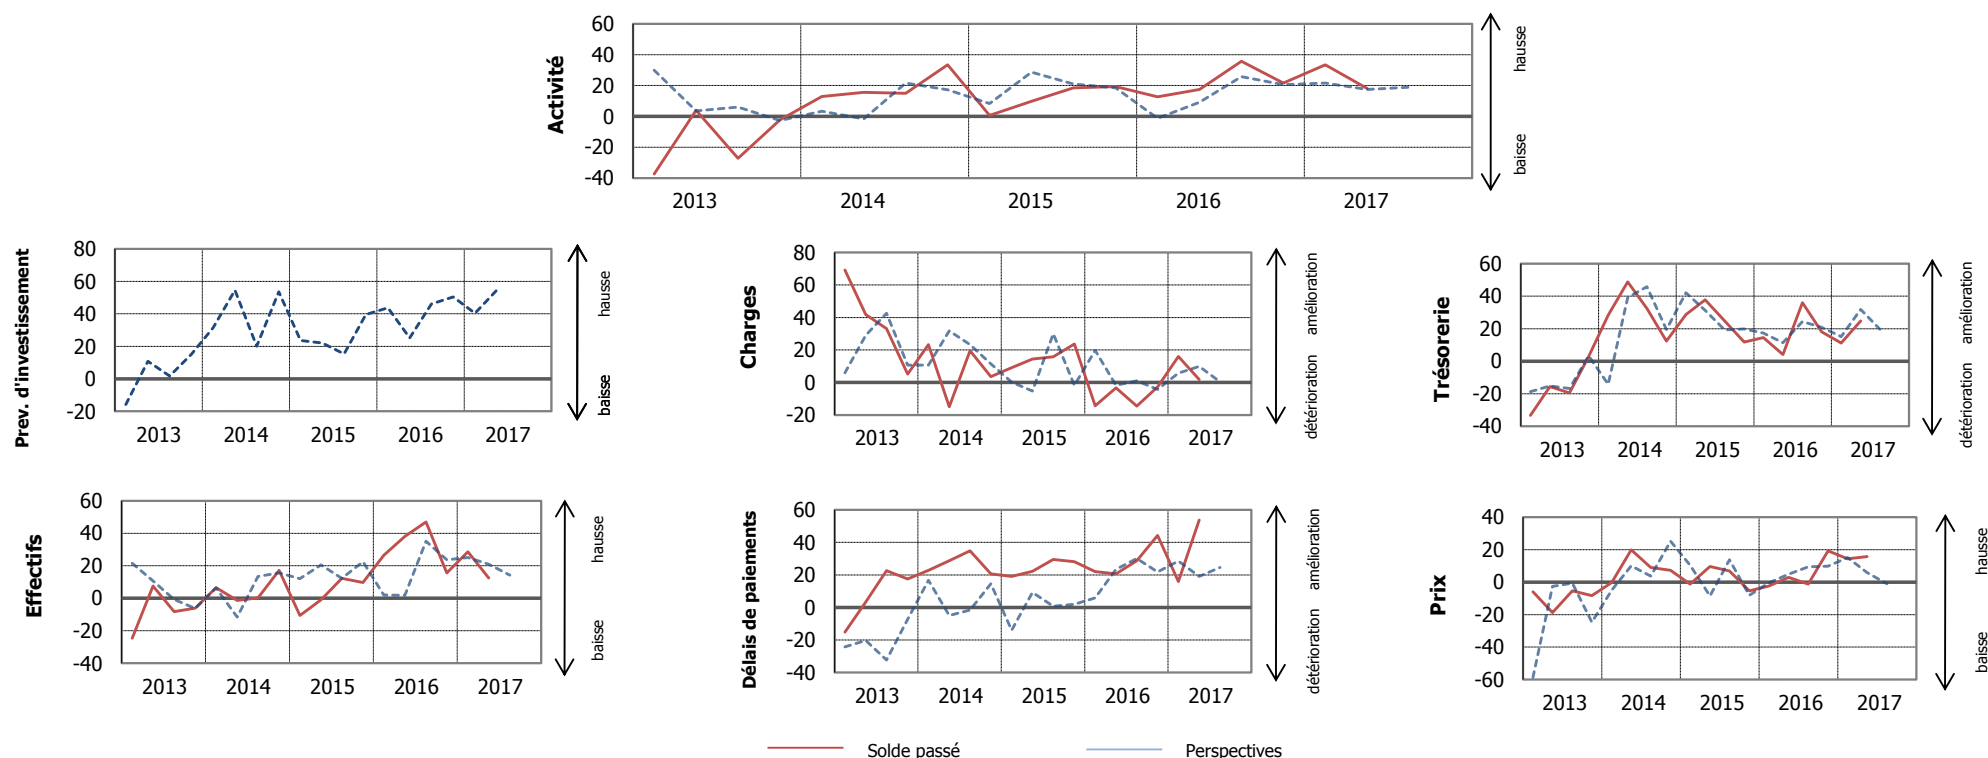 Activité
60
40
20
0
-20
-40
2013 2014 2015 2016 2017
hausse
baisse
Prev. d'investissement
80
60
40
20
0
-20
2013 2014 2015 2016 2017
hausse
baisse
Charges
80
60
40
20
0
-20
2013 2014 2015 2016 2017
amélioration
détérioration
Trésorerie
60
40
20
0
-20
-40
2013 2014 2015 2016 2017
amélioration
détérioration
Effectifs
60
40
20
0
-20
-40
2013 2014 2015 2016 2017
hausse
baisse
Délais de paiements
60
40
20
0
-20
-40
2013 2014 2015 2016 2017
amélioration
détérioration
Prix
40
20
0
-20
-40
-60
2013 2014 2015 2016 2017
hausse
baisse
Solde passé Perspectives